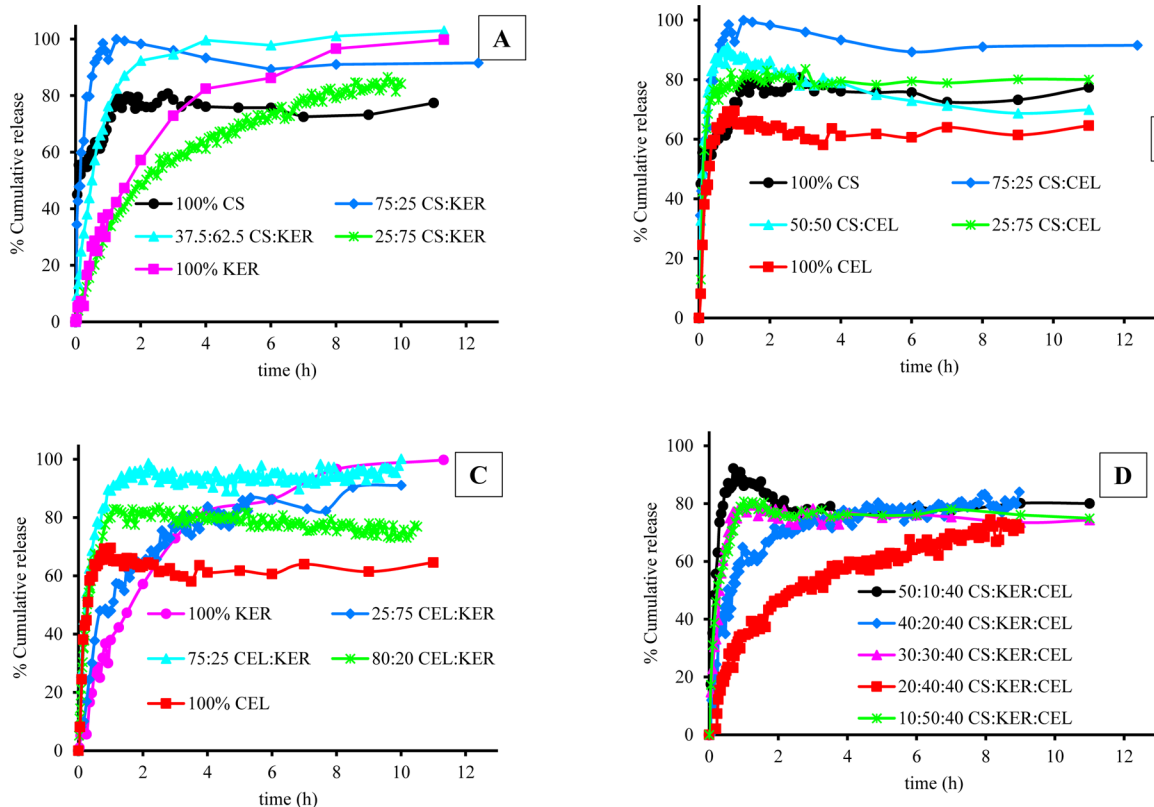 A
% Cumulative release
100
80
60
40
20
0
100% CS
75:25 CS:KER
37.5:62.5 CS:KER
25:75 CS:KER
100% KER
0 2 4 6 8 10 12
time (h)
% Cumulative release
100
80
60
40
20
0
100% CS
75:25 CS:CEL
50:50 CS:CEL
25:75 CS:CEL
100% CEL
0 2 4 6 8 10 12
time (h)
C
% Cumulative release
100
80
60
40
20
0
100% KER
25:75 CEL:KER
75:25 CEL:KER
80:20 CEL:KER
100% CEL
0 2 4 6 8 10 12
time (h)
D
% Cumulative release
100
80
60
40
20
0
50:10:40 CS:KER:CEL
40:20:40 CS:KER:CEL
30:30:40 CS:KER:CEL
20:40:40 CS:KER:CEL
10:50:40 CS:KER:CEL
0 2 4 6 8 10 12
time (h)